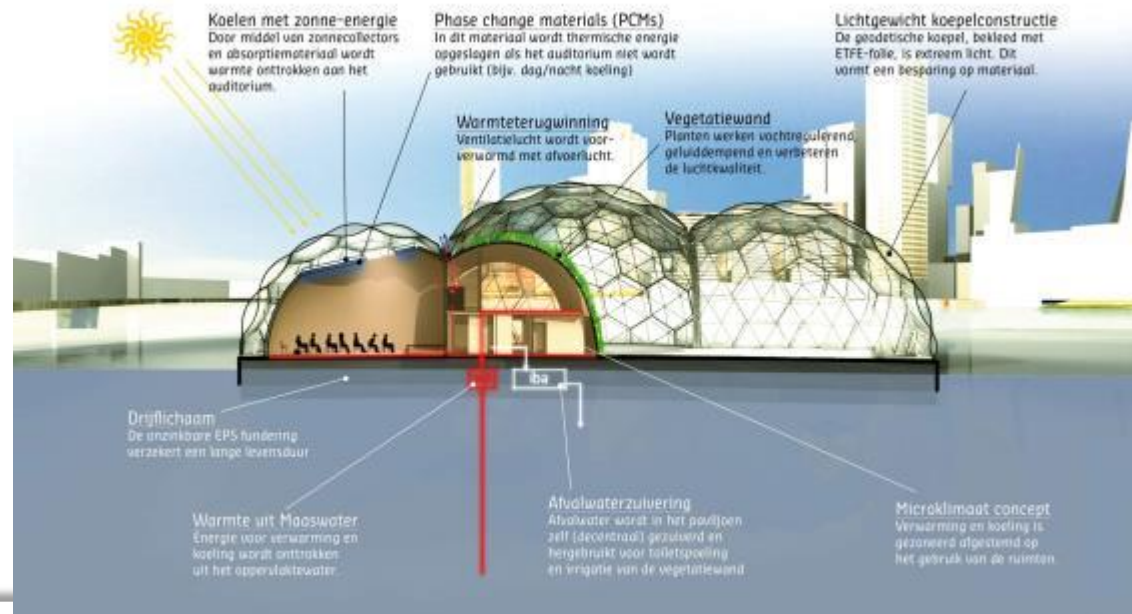 Koelen met zonne-energie
Door middel van zonnecollectors
en absorptiemateriaal wordt
warmte onttrokken aan het
auditorium.
Phase change materials (PCMs)
In dit materiaal wordt thermische energie
opgeslagen als het auditorium niet wordt
gebruikt (bijv. dag/nacht koeling)
Lichtgewicht koepelconstructie
De geodetische koepel, bekleed met
ETFE-folie, is extreem licht. Dit
vormt een besparing op materiaal.
Warmteterugwinning
Ventilatielucht wordt voor-
verwarmd met afvoerlucht.
Vegetatiewand
Planten werken vochtregulerend,
geluiddempend en verbeteren
de luchtkwaliteit.
iba
Drijflichaam
De onzinkbare EPS fundering
verzekert een lange levensduur
Warmte uit Maaswater
Energie voor verwarming en
koeling wordt onttrokken
uit het oppervlaktewater.
Afvalwaterzuivering
Afvalwater wordt in het paviljoen
zelf (decentraal) gezuiverd en
hergebruikt voor toiletspoeling
en irrigatie van de vegetatiewand
Microklimaat concept
Verwarming en koeling is
gezoneerd afgestemd op
het gebruik van de ruimten.